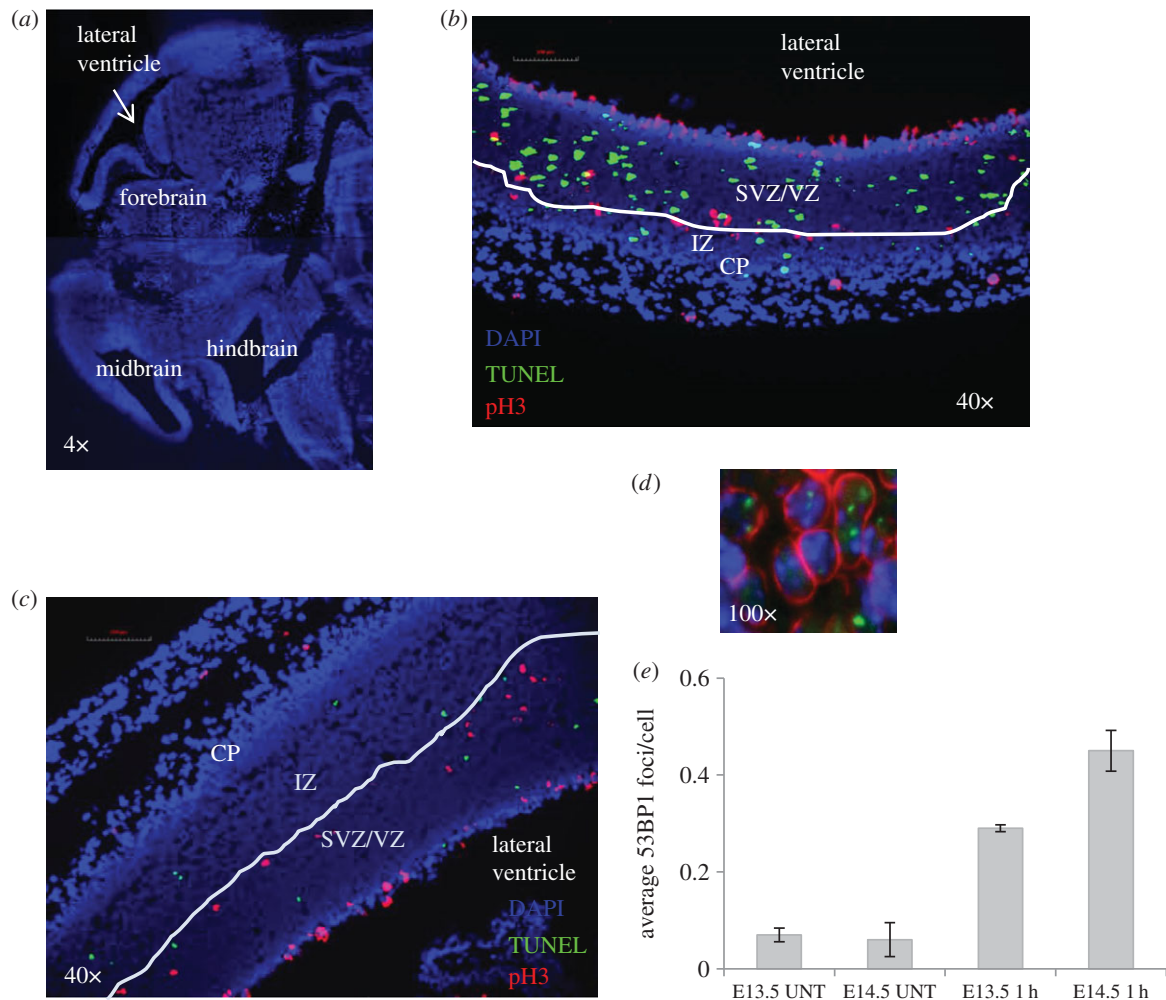 (a)
lateral
ventricle
forebrain
midbrain
hindbrain
4×
(b)
lateral
ventricle
SVZ/VZ
IZ
CP
DAPI
TUNEL
pH3
40×
(c)
CP
IZ
SVZ/VZ
lateral
ventricle
DAPI
TUNEL
pH3
40×
(d)
100×
(e)
average 53BP1 foci/cell
0.6
0.4
0.2
0
E13.5 UNT
E14.5 UNT
E13.5 1 h
E14.5 1 h